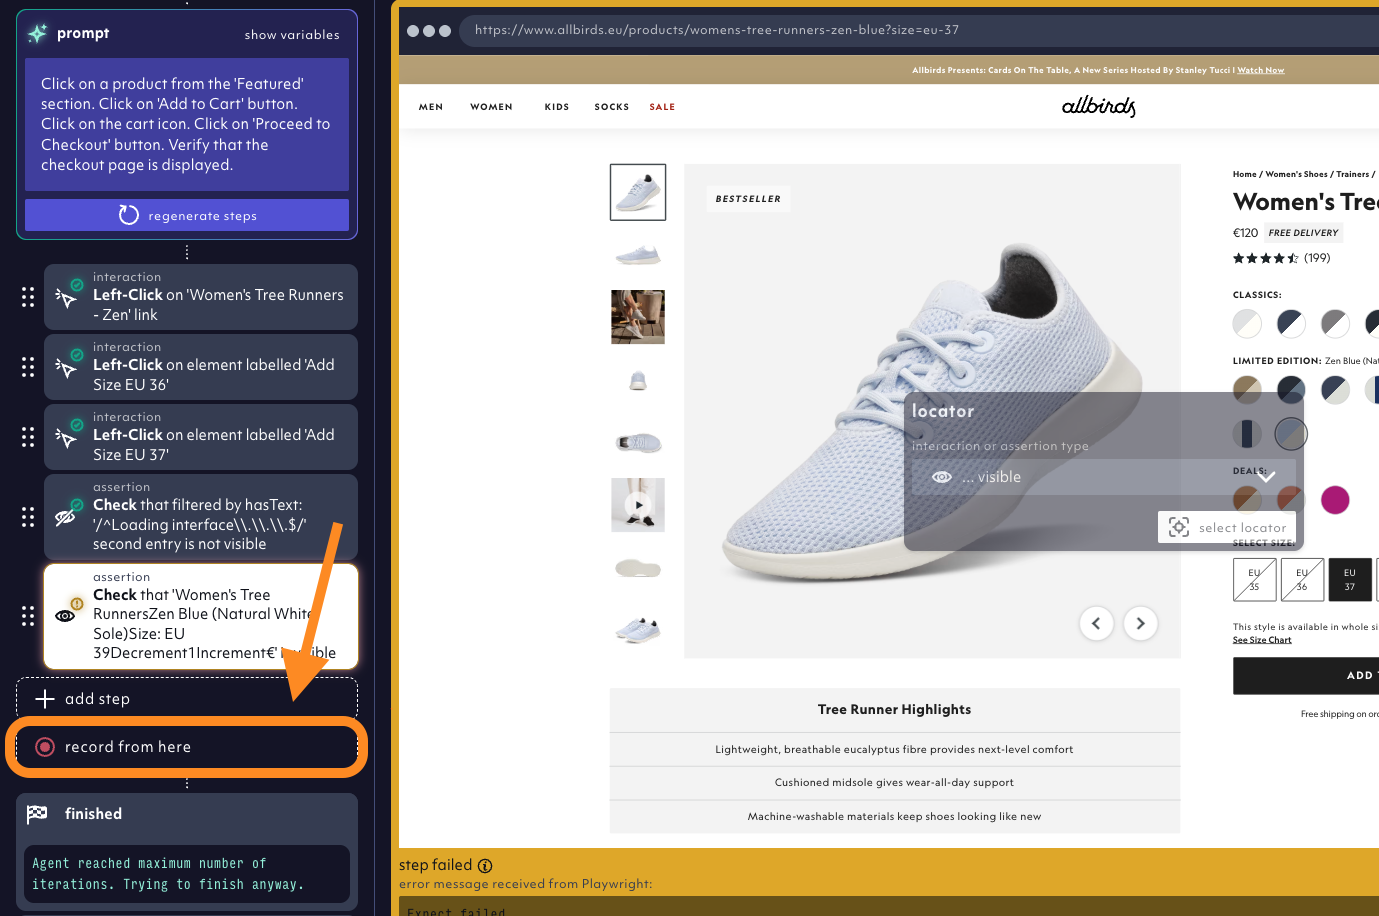 prompt
show variables
Click on a product from the 'Featured'
section. Click on 'Add to Cart' button.
Click on the cart icon. Click on 'Proceed to
Checkout' button. Verify that the
checkout page is displayed.
regenerate steps
interaction
Left-Click on 'Women's Tree Runners
- Zen' link
interaction
Left-Click on element labelled 'Add
Size EU 36'
interaction
Left-Click on element labelled 'Add
Size EU 37'
assertion
Check that filtered by hasText:
'/^Loading interface\\.\\.\\.$/'
second entry is not visible
assertion
Check that 'Women's Tree
RunnersZen Blue (Natural White
Sole)Size: EU
39Decrement1Increment€'
add step
record from here
finished
Agent reached maximum number of
iterations. Trying to finish anyway.
https://www.allbirds.eu/products/womens-tree-runners-zen-blue?size=eu-37
Allbirds Presents: Cards On The Table, A New Series Hosted By Stanley Tucci | Watch Now
MEN WOMEN KIDS SOCKS SALE
allbirds
BESTSELLER
Home / Women's Shoes / Trainers /
Women's Tree
€120 FREE DELIVERY
(199)
CLASSICS:
LIMITED EDITION: Zen Blue (Nat
locator
interaction or assertion type
... visible
DEALS:
select locator
SELECT SIZE:
EU
35
EU
36
EU
37
This style is available in whole si
See Size Chart
ADD
Free shipping on or
Tree Runner Highlights
Lightweight, breathable eucalyptus fibre provides next-level comfort
Cushioned midsole gives wear-all-day support
Machine-washable materials keep shoes looking like new
step failed
error message received from Playwright:
Expect failed